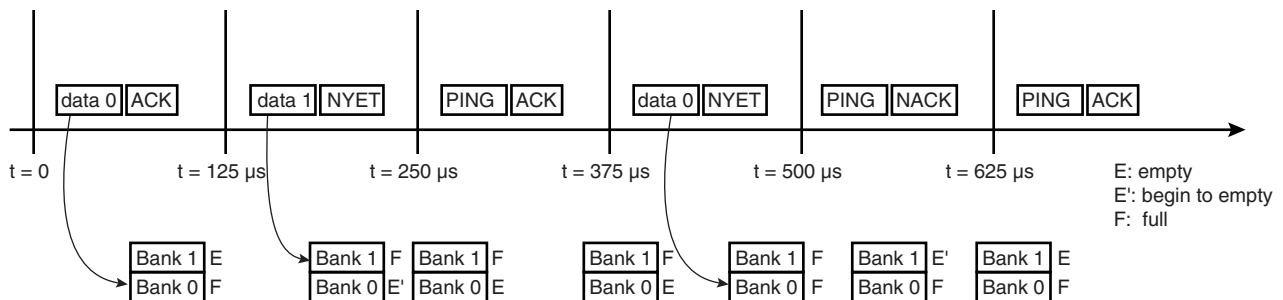 data 0 ACK data 1 NYET PING ACK data 0 NYET PING NACK PING ACK
t = 0 t = 125 μs t = 250 μs t = 375 μs t = 500 μs t = 625 μs
E: empty
E': begin to empty
F: full
Bank 1 E Bank 1 F Bank 1 F Bank 1 F Bank 1 F Bank 1 E' Bank 1 E
Bank 0 F Bank 0 E' Bank 0 E Bank 0 E Bank 0 F Bank 0 F Bank 0 F